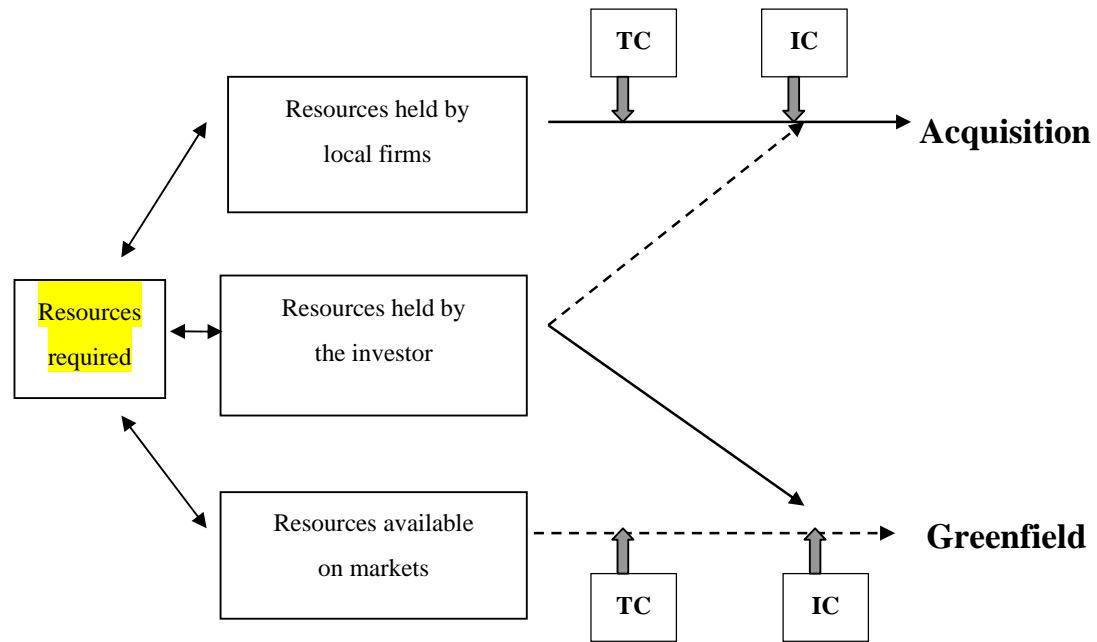 TC
IC
Resources held by
local firms
Acquisition
Resources
required
Resources held by
the investor
Resources available
on markets
Greenfield
TC
IC